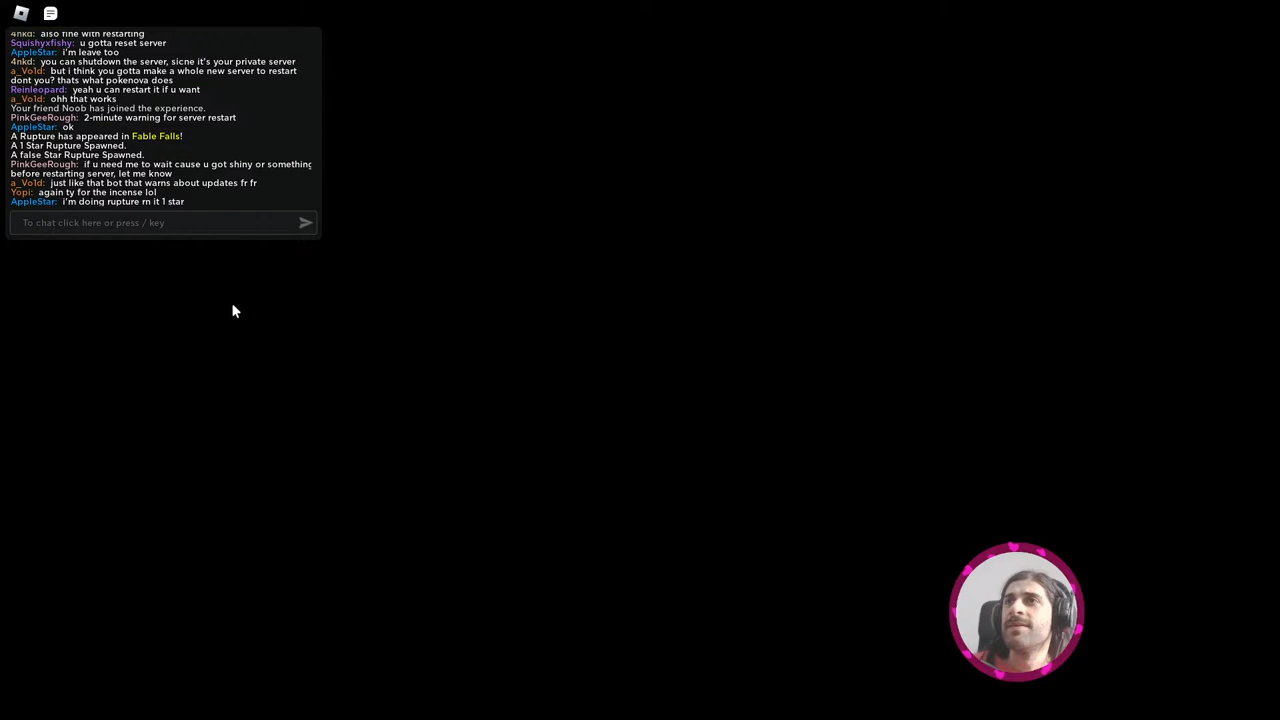 4nkd: also fine with restarting
Squishyxfishy: u gotta reset server
AppleStar: i'm leave too
4nkd: you can shutdown the server, sicne it's your private server
a_Vo1d: but i think you gotta make a whole new server to restart
dont you? thats what pokenova does
Reinleopard: yeah u can restart it if u want
a_Vo1d: ohh that works
Your friend Noob has joined the experience.
PinkGeeRough: 2-minute warning for server restart
AppleStar: ok
A Rupture has appeared in Fable Falls!
A 1 Star Rupture Spawned.
A false Star Rupture Spawned.
PinkGeeRough: if u need me to wait cause u got shiny or something
before restarting server, let me know
a_Vo1d: just like that bot that warns about updates fr fr
Yopi: again ty for the incense lol
AppleStar: i'm doing rupture rn it 1 star
To chat click here or press / key